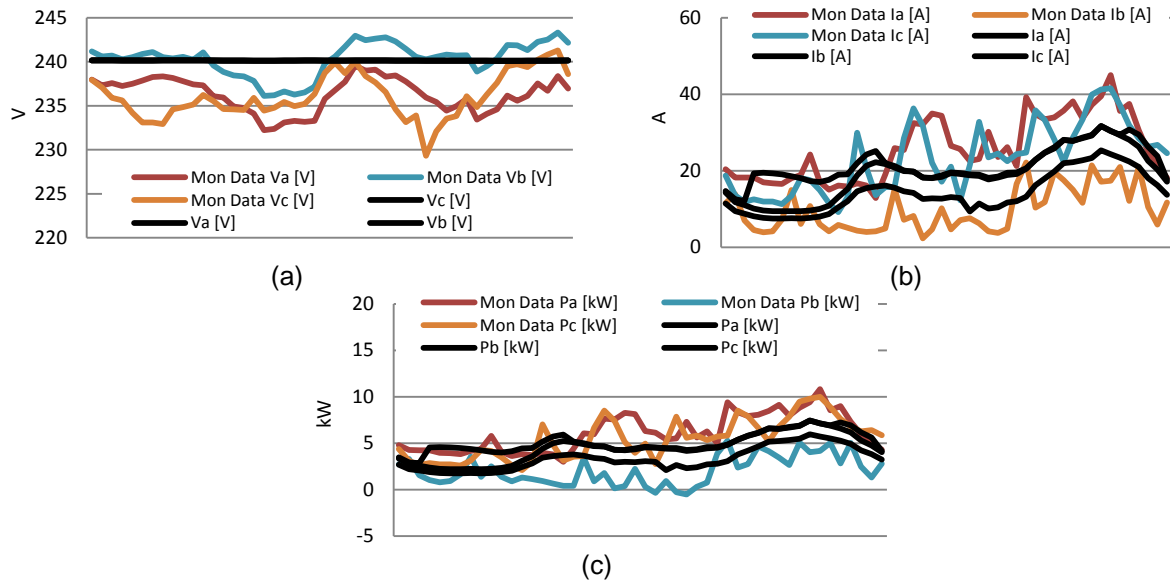 245
240
235
230
225
220
V
Mon Data Va [V] Mon Data Vb [V]
Mon Data Vc [V] Vc [V]
Va [V] Vb [V]
(a)
60
40
20
0
A
Mon Data Ia [A] Mon Data Ib [A]
Mon Data Ic [A] Ia [A]
Ib [A] Ic [A]
(b)
20
15
10
5
0
-5
kW
Mon Data Pa [kW] Mon Data Pb [kW]
Mon Data Pc [kW] Pa [kW]
Pb [kW] Pc [kW]
(c)